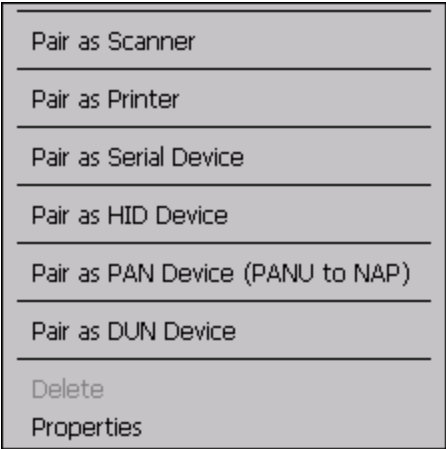 Pair as Scanner
Pair as Printer
Pair as Serial Device
Pair as HID Device
Pair as PAN Device (PANU to NAP)
Pair as DUN Device
Delete
Properties